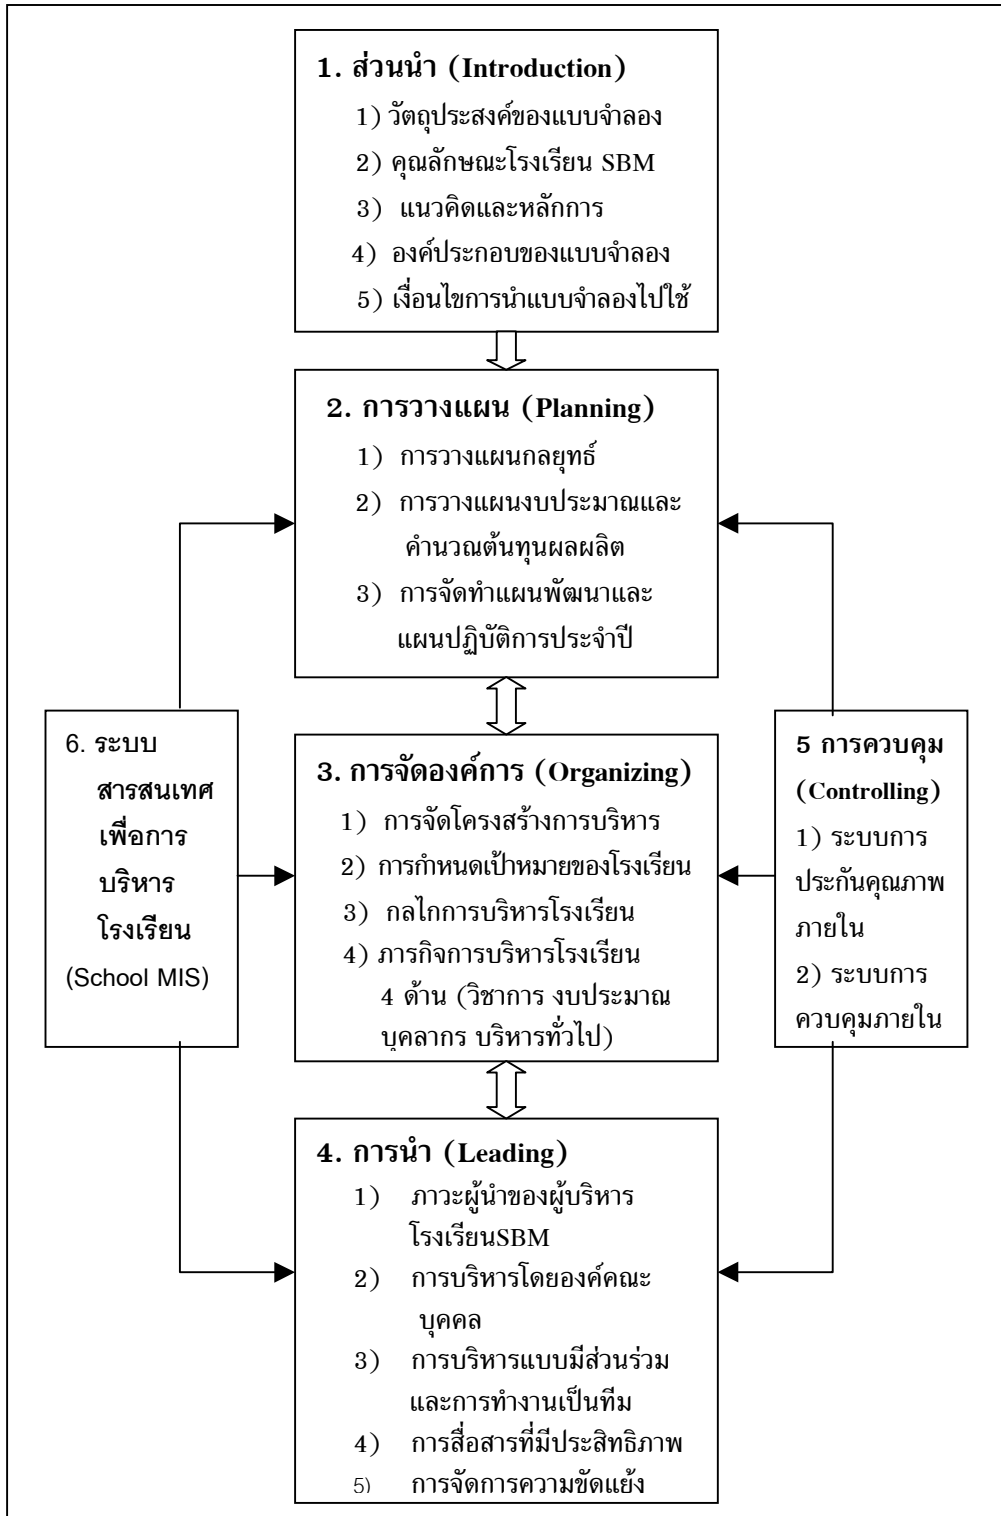 1. ส่วนนำ (Introduction)
1) วัตถุประสงค์ของแบบจำลอง
2) คุณลักษณะโรงเรียน SBM
3) แนวคิดและหลักการ
4) องค์ประกอบของแบบจำลอง
5) เงื่อนไขการนำแบบจำลองไปใช้
2. การวางแผน (Planning)
1) การวางแผนกลยุทธ์
2) การวางแผนงบประมาณและ
คำนวณต้นทุนผลผลิต
3) การจัดทำแผนพัฒนาและ
แผนปฏิบัติการประจำปี
6. ระบบ
สารสนเทศ
เพื่อการ
บริหาร
โรงเรียน
(School MIS)
3. การจัดองค์การ (Organizing)
1) การจัดโครงสร้างการบริหาร
2) การกำหนดเป้าหมายของโรงเรียน
3) กลไกการบริหารโรงเรียน
4) ภารกิจการบริหารโรงเรียน
4 ด้าน (วิชาการ งบประมาณ
บุคลากร บริหารทั่วไป)
5 การควบคุม
(Controlling)
1) ระบบการ
ประกันคุณภาพ
ภายใน
2) ระบบการ
ควบคุมภายใน
4. การนำ (Leading)
1) ภาวะผู้นำของผู้บริหาร
โรงเรียนSBM
2) การบริหารโดยองค์คณะ
บุคคล
3) การบริหารแบบมีส่วนร่วม
และการทำงานเป็นทีม
4) การสื่อสารที่มีประสิทธิภาพ
5) การจัดการความขัดแย้ง